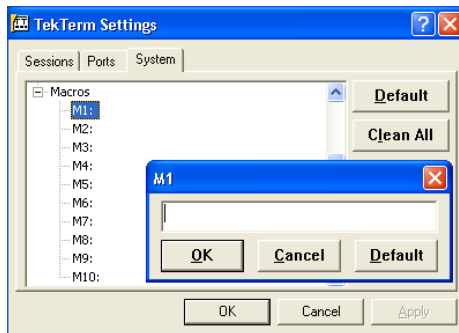 TekTerm Settings
Sessions Ports System
Macros
M1:
M2:
M3:
M4:
M5:
M6:
M7:
M8:
M9:
M10:
Default
Clean All
M1
OK Cancel Default
OK Cancel Apply